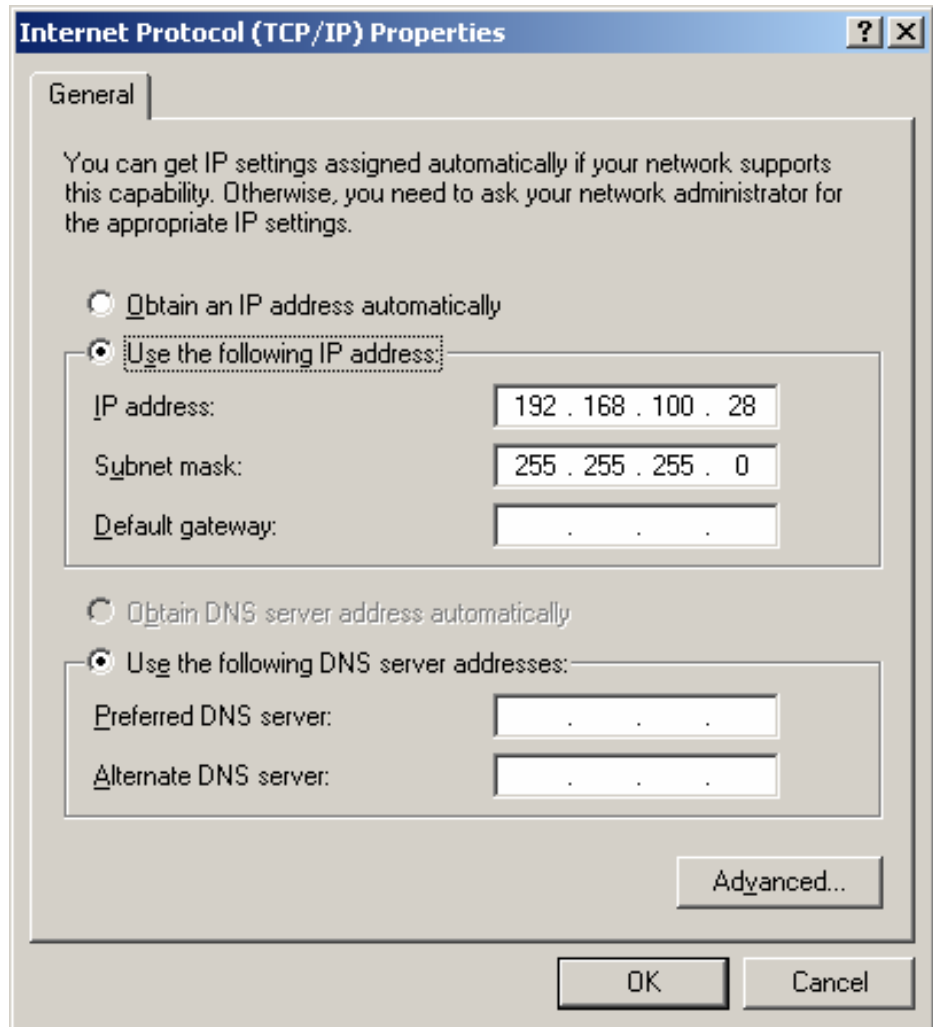 Internet Protocol (TCP/IP) Properties
General
You can get IP settings assigned automatically if your network supports
this capability. Otherwise, you need to ask your network administrator for
the appropriate IP settings.
Obtain an IP address automatically
Use the following IP address:
IP address: 192 . 168 . 100 . 28
Subnet mask: 255 . 255 . 255 . 0
Default gateway: . . .
Obtain DNS server address automatically
Use the following DNS server addresses:
Preferred DNS server: . . .
Alternate DNS server: . . .
Advanced...
OK Cancel